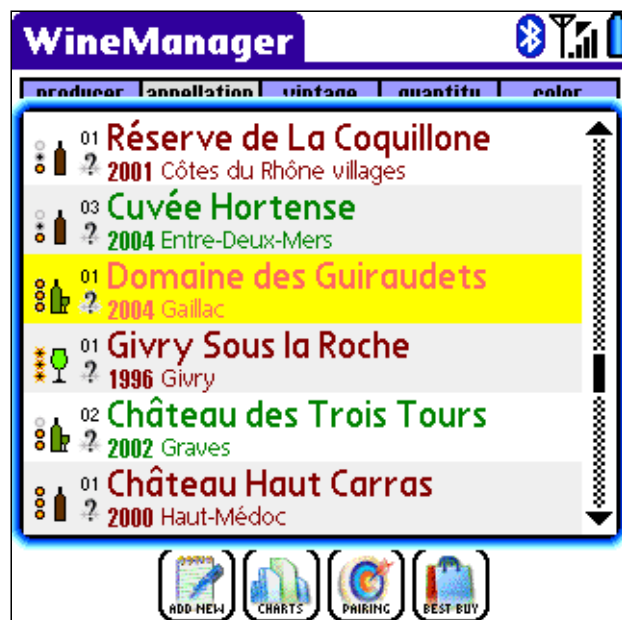 WineManager
producer appellation vintage quantity color
01 Réserve de La Coquillone
? 2001 Côtes du Rhône villages
03 Cuvée Hortense
? 2004 Entre-Deux-Mers
01 Domaine des Guiraudets
? 2004 Gaillac
01 Givry Sous la Roche
? 1996 Givry
02 Château des Trois Tours
? 2002 Graves
01 Château Haut Carras
? 2000 Haut-Médoc
ADD NEW CHARTS PAIRING BEST BUY